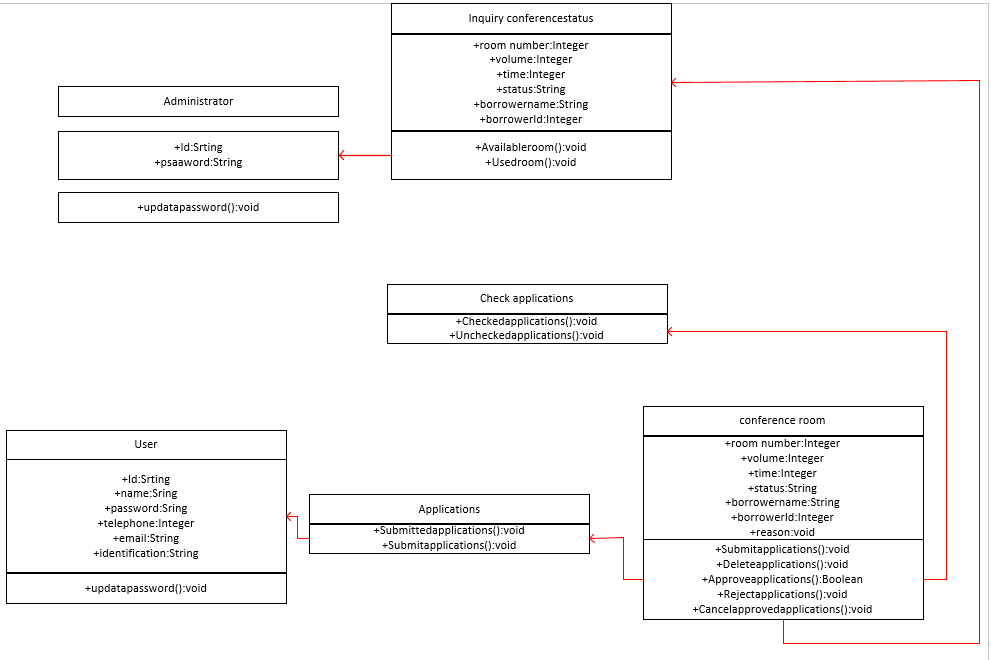 Inquiry conferencestatus
+room number:Integer
+volume:Integer
+time:Integer
+status:String
+borrowername:String
+borrowerId:Integer
+Availableroom():void
+Usedroom():void
Administrator
+Id:Srting
+psaaword:String
+updatapassword():void
Check applications
+Checkedapplications():void
+Uncheckedapplications():void
conference room
+room number:Integer
+volume:Integer
+time:Integer
+status:String
+borrowername:String
+borrowerId:Integer
+reason:void
+Submitapplications():void
+Deleteapplications():void
+Approveapplications():Boolean
+Rejectapplications():void
+Cancelapprovedapplications():void
User
+Id:Srting
+name:Sring
+password:Sring
+telephone:Integer
+email:String
+identification:String
+updatapassword():void
Applications
+Submittedapplications():void
+Submitapplications():void